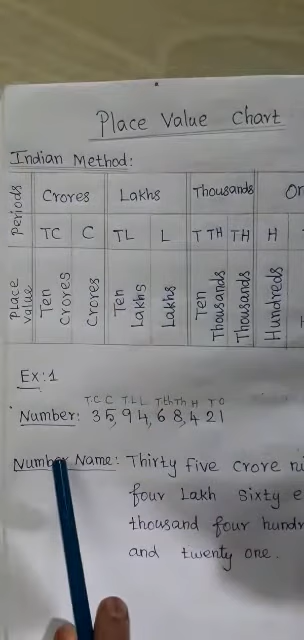 Place Value Chart
Indian Method:
Periods Crores Lakhs Thousands
TC C TL L T TH TH H
Place Value Ten Crores Crores Ten Lakhs Lakhs Ten Thousands Thousands Hundreds
Ex:1
T.C C T.L L T.th Th H T O
Number: 35,94,68,421
Number Name: Thirty five crore
four Lakh Sixty
thousand four
and twenty one.